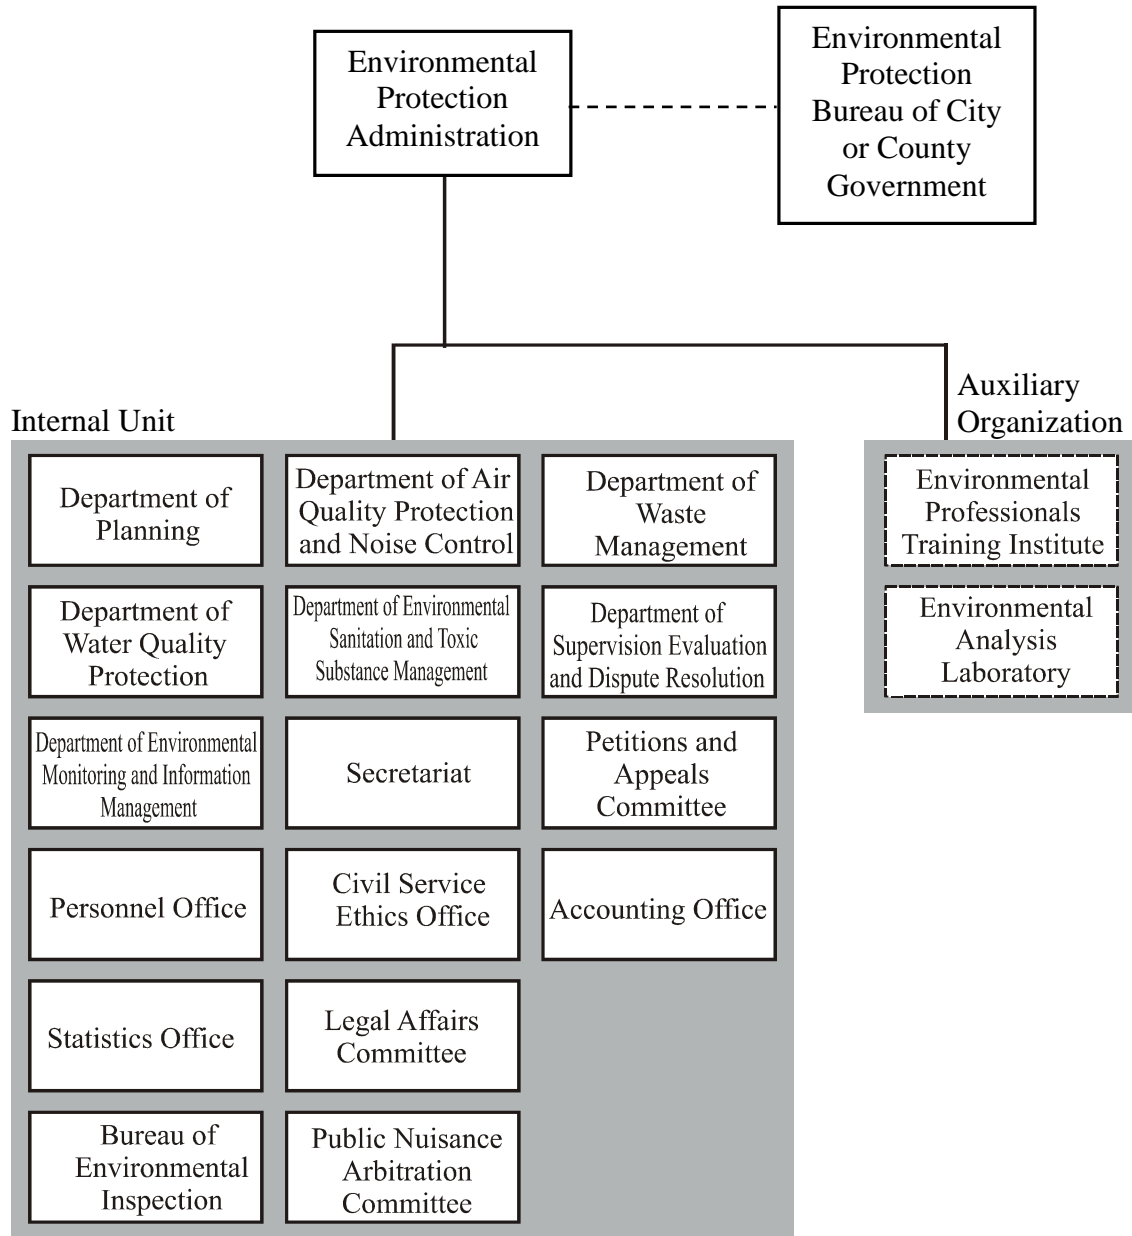 Environmental
Protection
Administration
Environmental
Protection
Bureau of City
or County
Government
Internal Unit
Auxiliary
Organization
Department of
Planning
Department of Air
Quality Protection
and Noise Control
Department of
Waste
Management
Environmental
Professionals
Training Institute
Department of
Water Quality
Protection
Department of Environmental
Sanitation and Toxic
Substance Management
Department of
Supervision Evaluation
and Dispute Resolution
Environmental
Analysis
Laboratory
Department of Environmental
Monitoring and Information
Management
Secretariat
Petitions and
Appeals
Committee
Personnel Office
Civil Service
Ethics Office
Accounting Office
Statistics Office
Legal Affairs
Committee
Bureau of
Environmental
Inspection
Public Nuisance
Arbitration
Committee